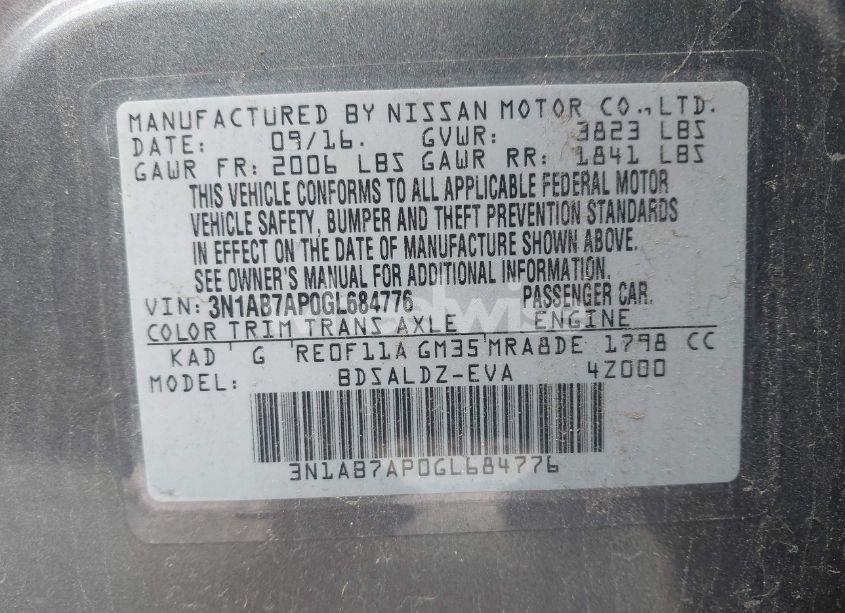 MANUFACTURED BY NISSAN MOTOR CO., LTD.
DATE: 09/16. GVWR: 3823 LBS
GAWR FR: 2006 LBS GAWR RR: 1841 LBS
THIS VEHICLE CONFORMS TO ALL APPLICABLE FEDERAL MOTOR
VEHICLE SAFETY, BUMPER AND THEFT PREVENTION STANDARDS
IN EFFECT ON THE DATE OF MANUFACTURE SHOWN ABOVE.
SEE OWNER'S MANUAL FOR ADDITIONAL INFORMATION.
VIN: 3N1AB7AP0GL684776 PASSENGER CAR.
COLOR TRIM TRANS AXLE ENGINE
KAD G RE0F11A GM35 MRA8DE 1798 CC
MODEL: BDSALDZ-EVA 4Z000
3N1AB7AP0GL684776